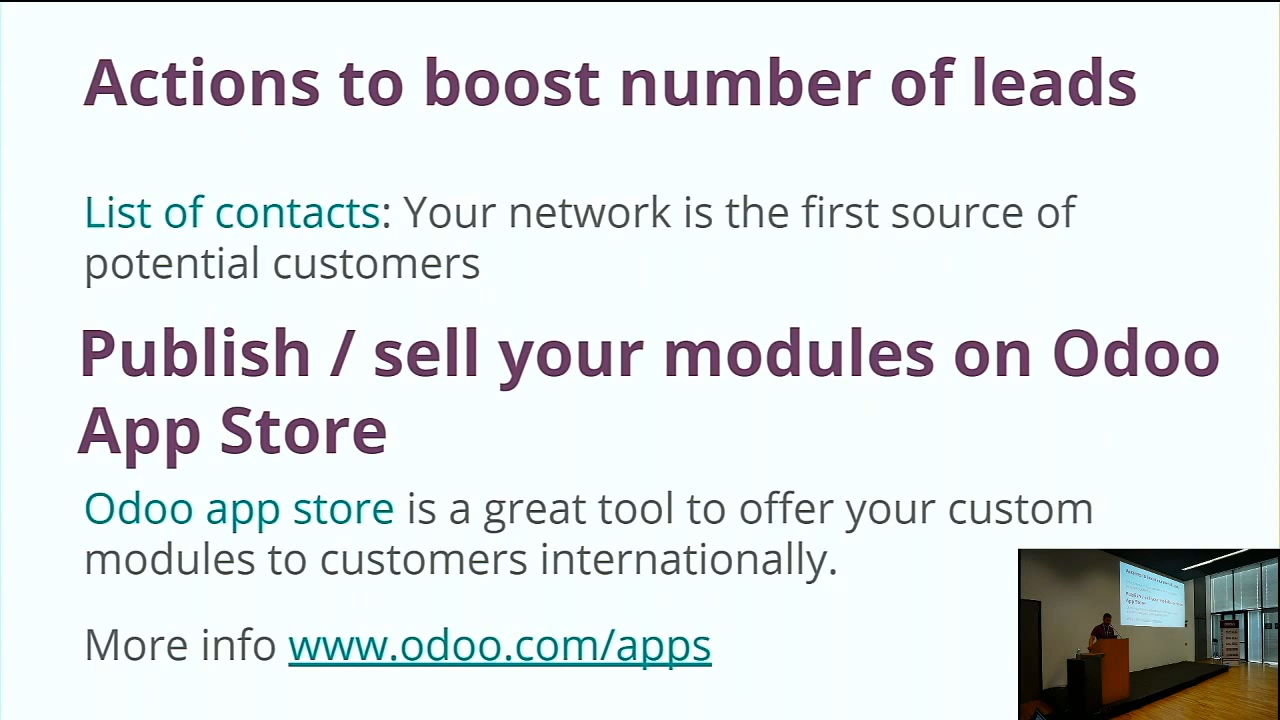 Actions to boost number of leads
List of contacts: Your network is the first source of
potential customers
Publish / sell your modules on Odoo
App Store
Odoo app store is a great tool to offer your custom
modules to customers internationally.
More info www.odoo.com/apps